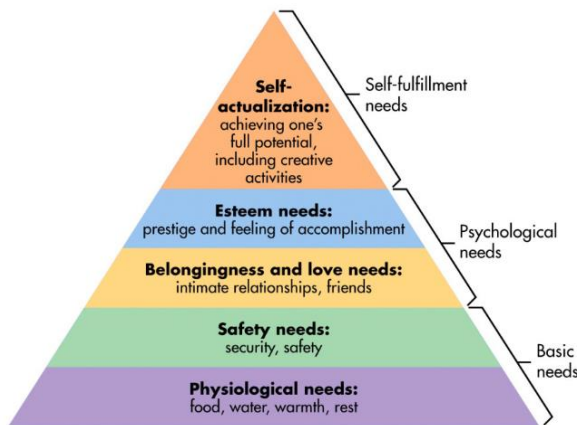 Self-
actualization:
achieving one's
full potential,
including creative
activities
Self-fulfillment
needs
Esteem needs:
prestige and feeling of accomplishment
Psychological
needs
Belongingness and love needs:
intimate relationships, friends
Safety needs:
security, safety
Basic
needs
Physiological needs:
food, water, warmth, rest